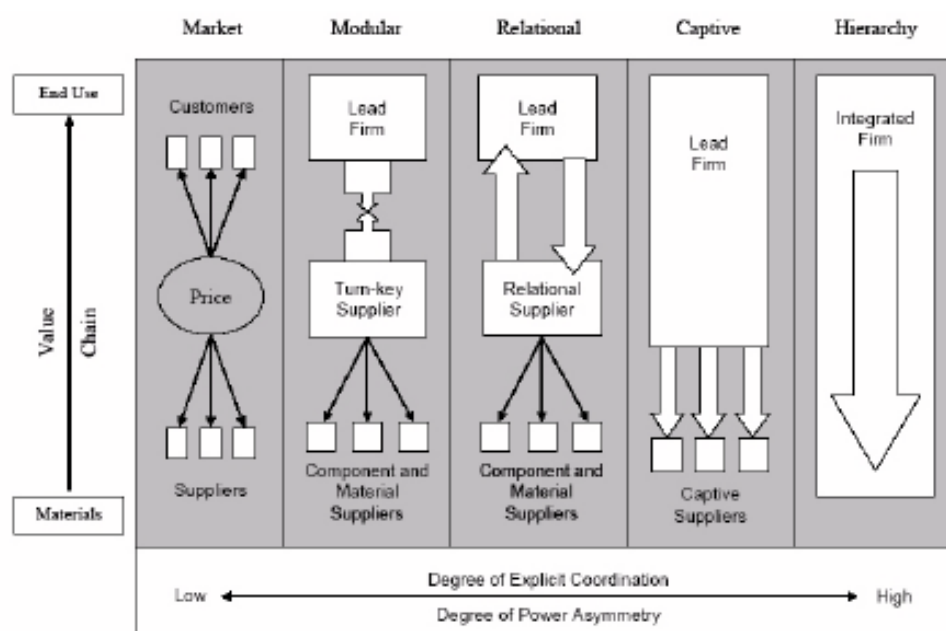 Market
Modular
Relational
Captive
Hierarchy
End Use
Value
Chain
Materials
Customers
Price
Suppliers
Lead
Firm
Turn-key
Supplier
Component and
Material
Suppliers
Lead
Firm
Relational
Supplier
Component and
Material
Suppliers
Lead
Firm
Captive
Suppliers
Integrated
Firm
Low
Degree of Explicit Coordination
Degree of Power Asymmetry
High